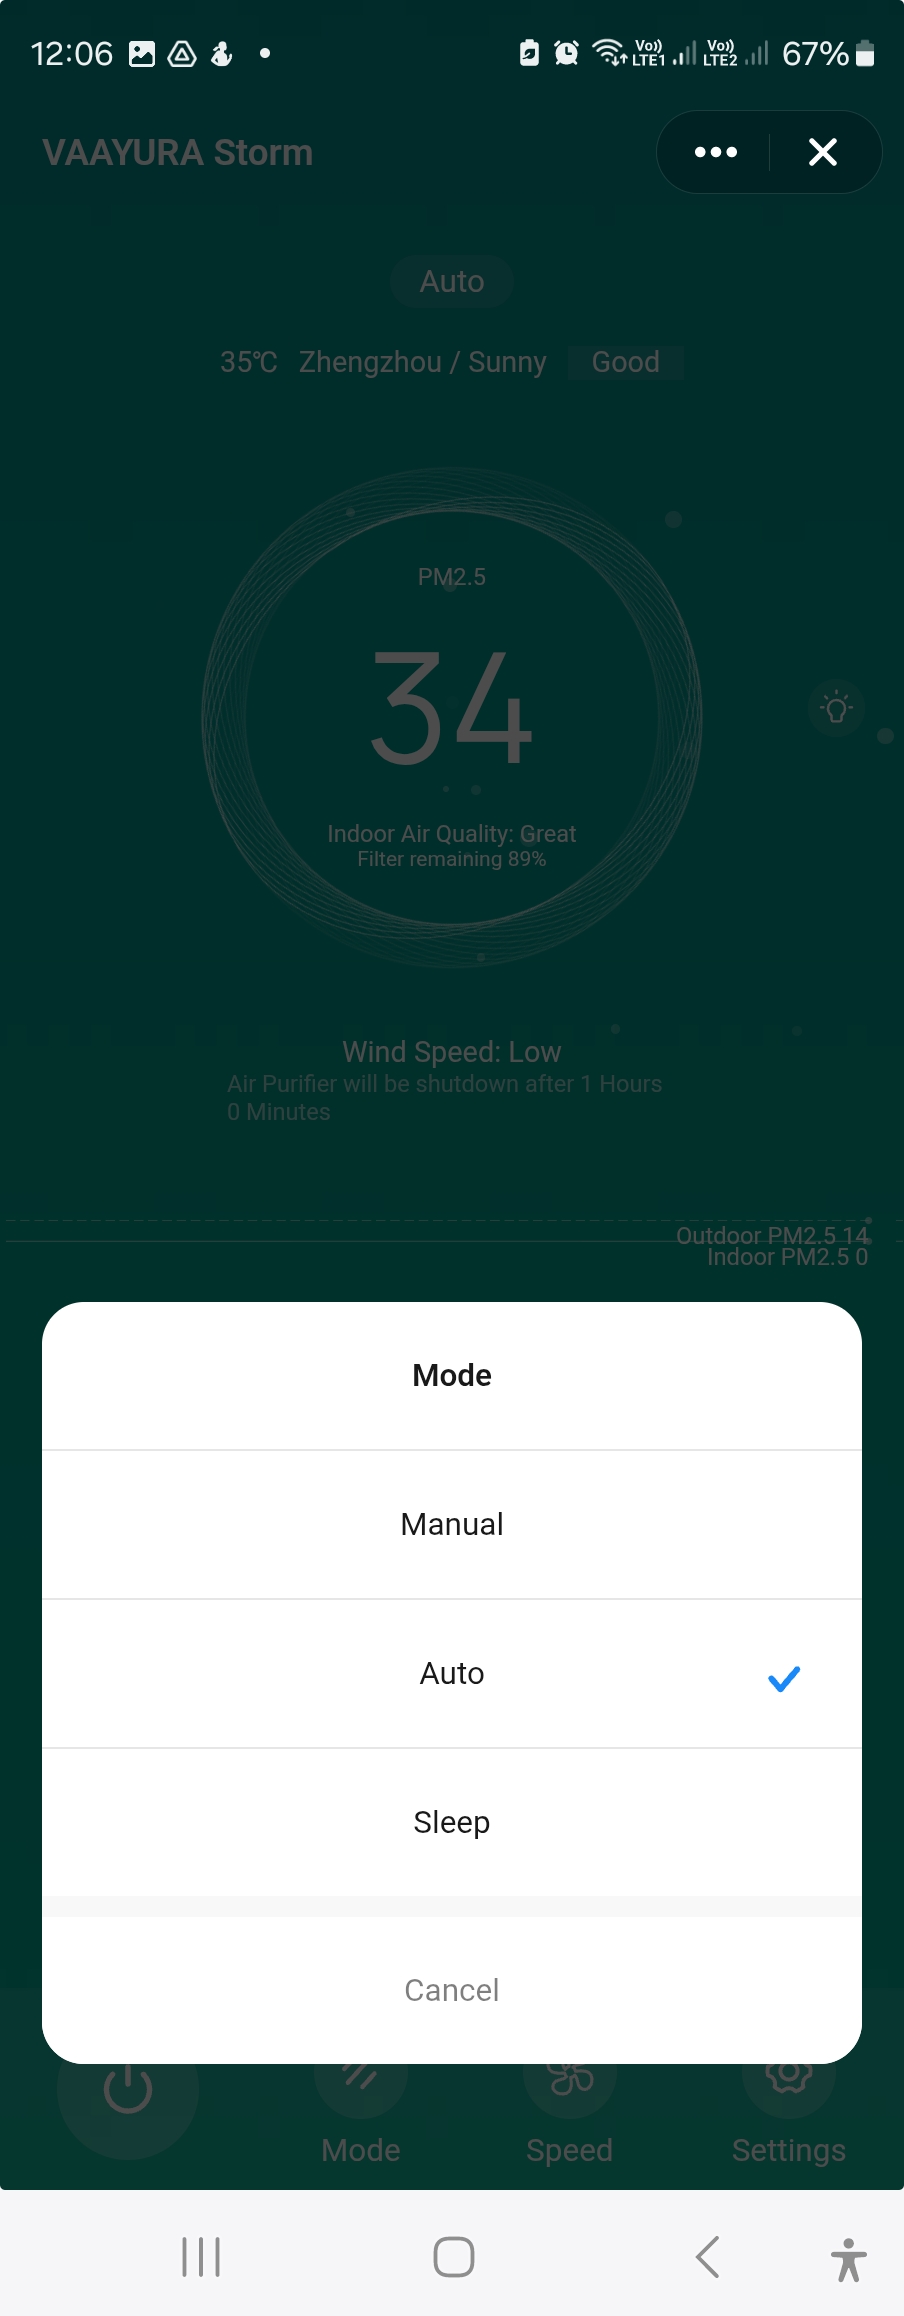 12:06 Vo)) LTE1 Vo)) LTE2 67%
VAAYURA Storm
Auto
35℃ Zhengzhou / Sunny Good
PM2.5
34
Indoor Air Quality: Great
Filter remaining 89%
Wind Speed: Low
Air Purifier will be shutdown after 1 Hours
0 Minutes
Outdoor PM2.5 14
Indoor PM2.5 0
Mode
Manual
Auto
Sleep
Cancel
Mode Speed Settings